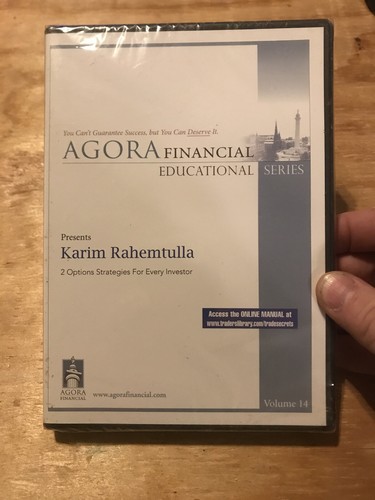 You Can't Guarantee Success, but You Can Deserve It.
AGORA FINANCIAL
EDUCATIONAL SERIES
Presents
Karim Rahemtulla
2 Options Strategies For Every Investor
Access the ONLINE MANUAL at
www.traderslibrary.com/tradesecrets
AGORA
FINANCIAL
www.agorafinancial.com
Volume 14